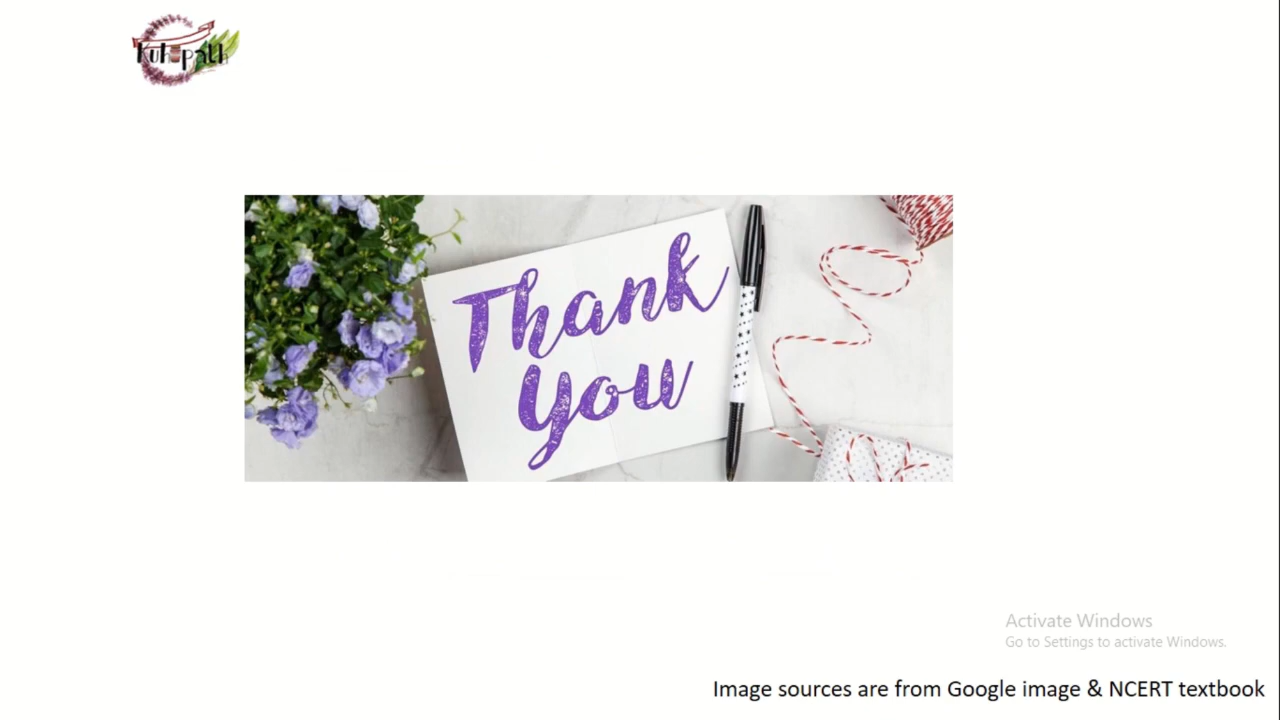 Thank
You
Activate Windows
Go to Settings to activate Windows.
Image sources are from Google image & NCERT textbook